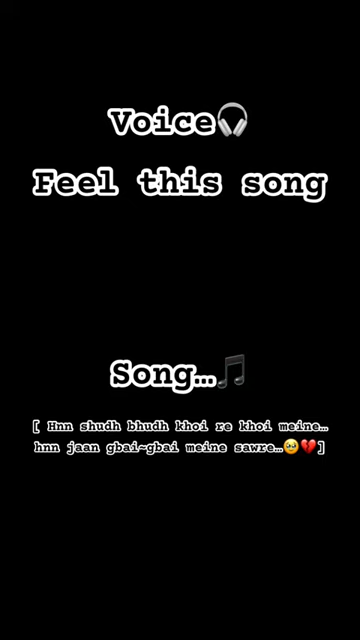 Voice🎧
Feel this song
Song…🎵
[ Hnn shudh bhudh khoi re khoi meine…
hnn jaan gbai~gbai meine sawre…🥹💔]